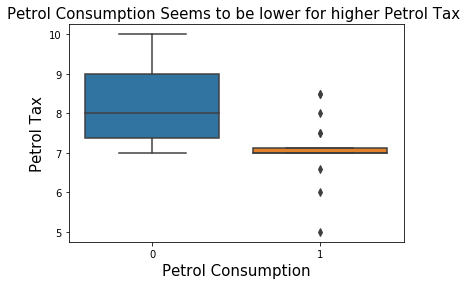 Petrol Consumption Seems to be lower for higher Petrol Tax
10
9
8
7
6
5
Petrol Tax
0 1
Petrol Consumption